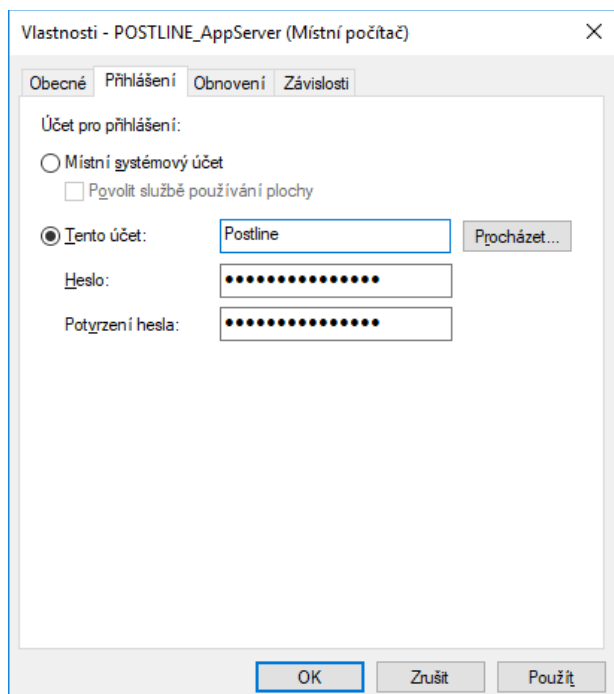 Vlastnosti - POSTLINE_AppServer (Místní počítač)
Obecné Přihlášení Obnovení Závislosti
Účet pro přihlášení:
Místní systémový účet
Povolit službě používání plochy
Tento účet: Postline Procházet...
Heslo: ●●●●●●●●●●●●●●●
Potvrzení hesla: ●●●●●●●●●●●●●●●
OK Zrušit Použít